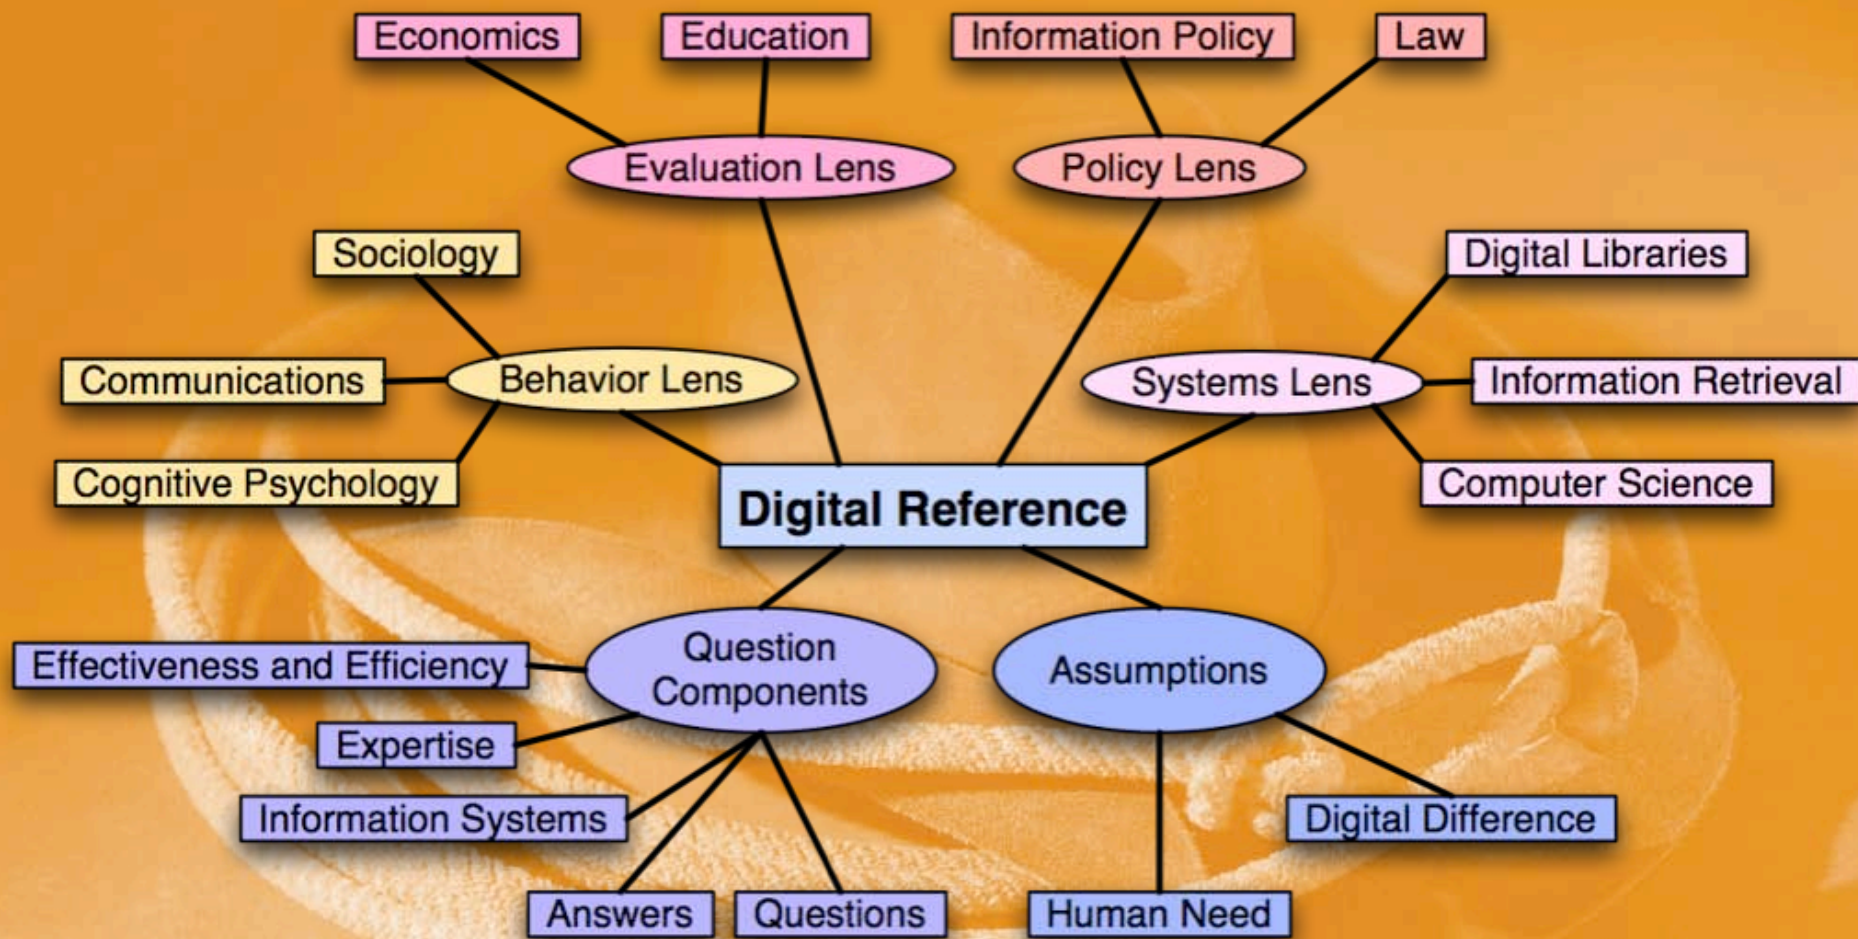 Economics
Education
Information Policy
Law
Evaluation Lens
Policy Lens
Sociology
Digital Libraries
Communications
Behavior Lens
Systems Lens
Information Retrieval
Cognitive Psychology
Digital Reference
Computer Science
Question
Components
Assumptions
Effectiveness and Efficiency
Expertise
Information Systems
Digital Difference
Answers
Questions
Human Need